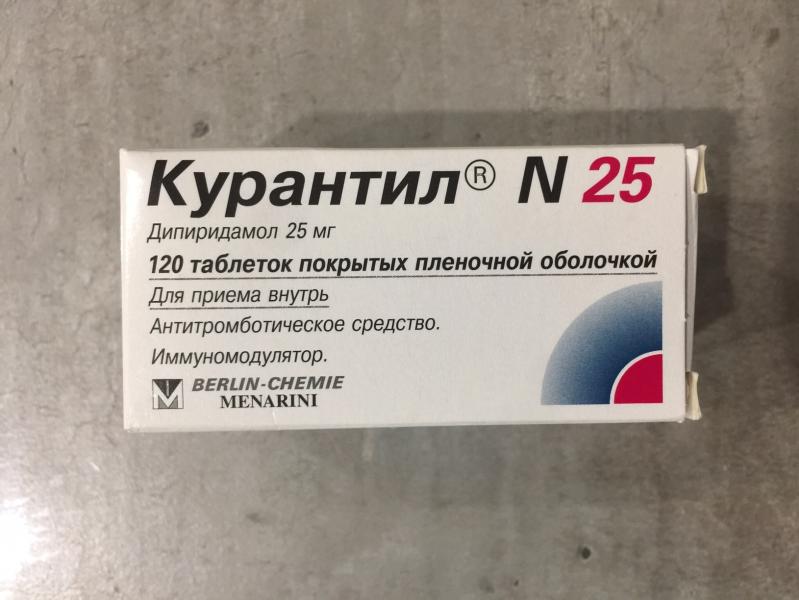 Курантил® N 25
Дипиридамол 25 мг
120 таблеток покрытых пленочной оболочкой
Для приема внутрь
Антитромботическое средство.
Иммуномодулятор.
BERLIN-CHEMIE
MENARINI